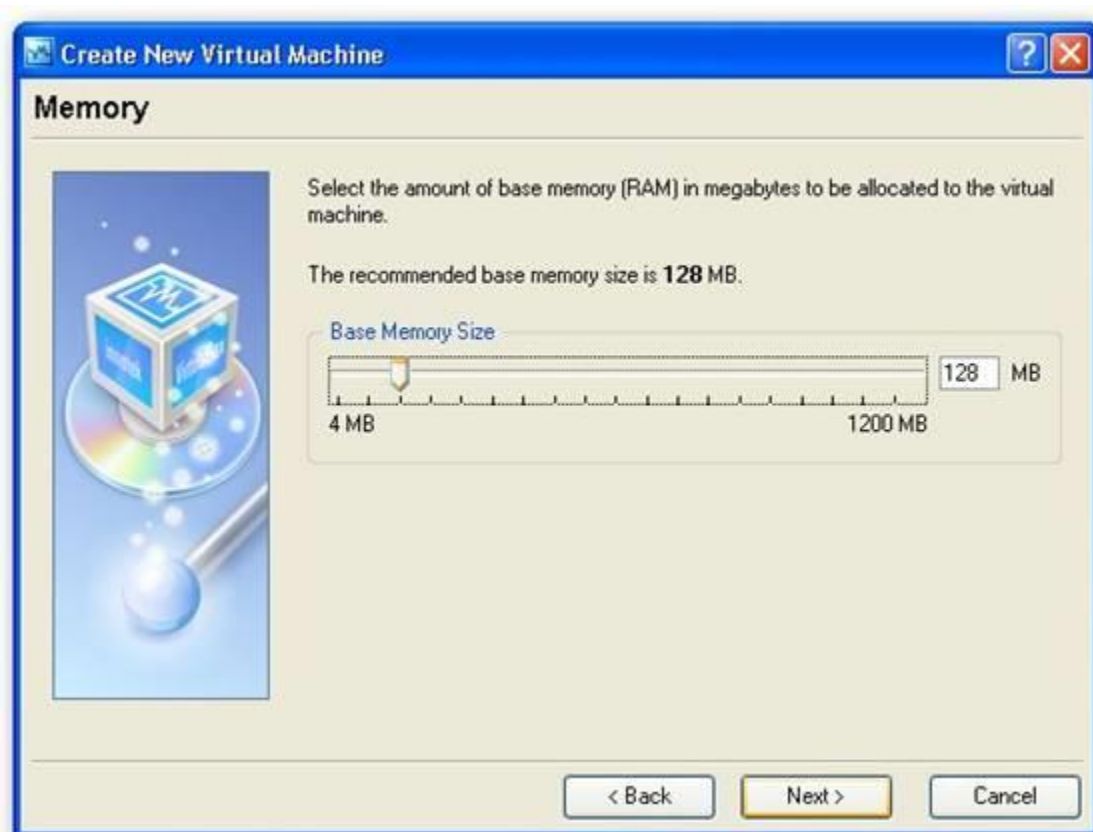 Create New Virtual Machine
Memory
Select the amount of base memory (RAM) in megabytes to be allocated to the virtual
machine.
The recommended base memory size is 128 MB.
Base Memory Size
128 MB
4 MB 1200 MB
< Back Next > Cancel